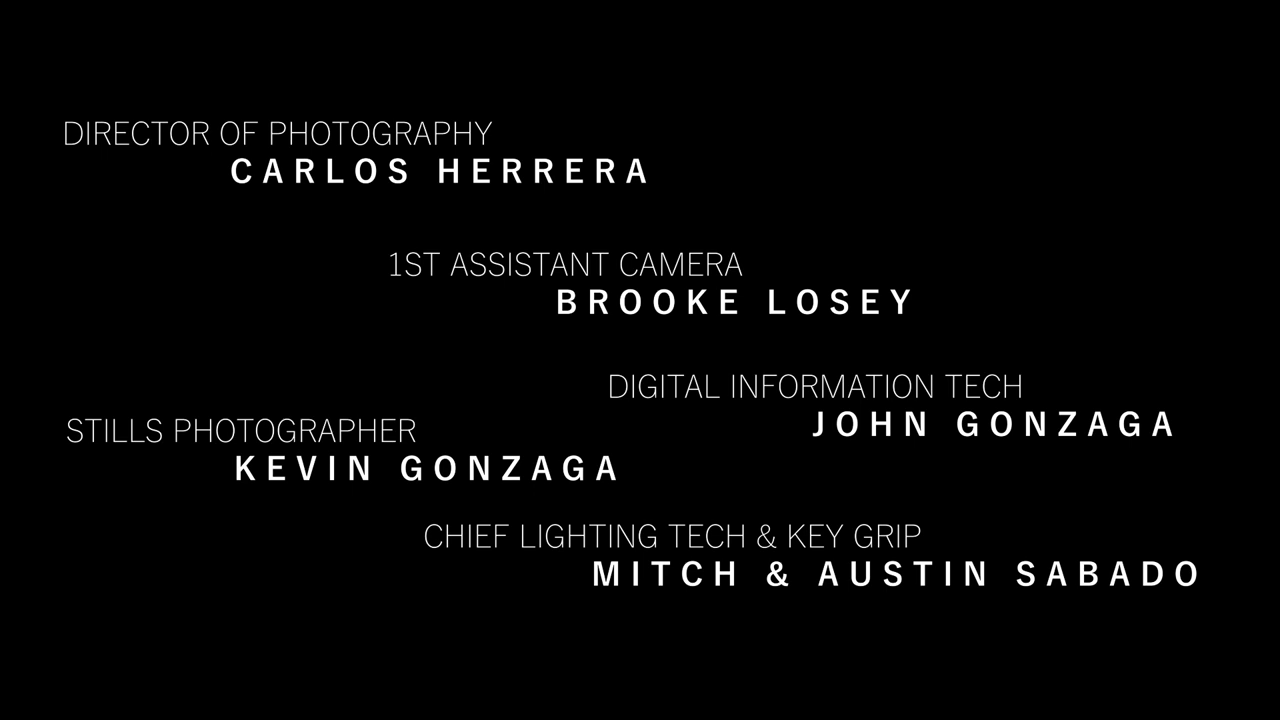 DIRECTOR OF PHOTOGRAPHY
CARLOS HERRERA
1ST ASSISTANT CAMERA
BROOKE LOSEY
DIGITAL INFORMATION TECH
JOHN GONZAGA
STILLS PHOTOGRAPHER
KEVIN GONZAGA
CHIEF LIGHTING TECH & KEY GRIP
MITCH & AUSTIN SABADO